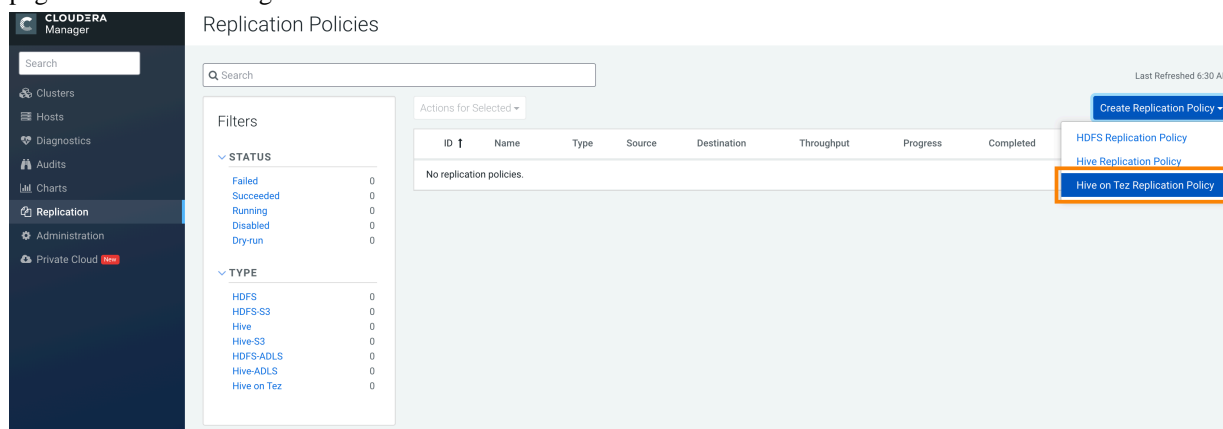 CLOUDERA
Manager
Replication Policies
Search
Clusters
Hosts
Diagnostics
Audits
Charts
Replication
Administration
Private Cloud New
Search
Last Refreshed 6:30 A
Filters
STATUS
Failed 0
Succeeded 0
Running 0
Disabled 0
Dry-run 0
TYPE
HDFS 0
HDFS-S3 0
Hive 0
Hive-S3 0
HDFS-ADLS 0
Hive-ADLS 0
Hive on Tez 0
Actions for Selected
Create Replication Policy
ID Name Type Source Destination Throughput Progress Completed
No replication policies.
HDFS Replication Policy
Hive Replication Policy
Hive on Tez Replication Policy